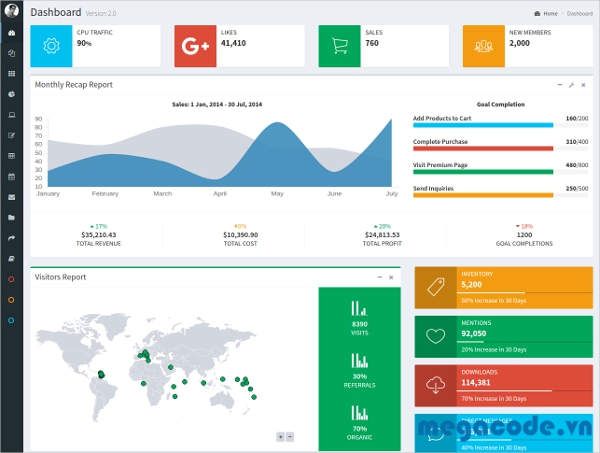 Dashboard Version 2.0
Home > Dashboard
CPU TRAFFIC
90%
G+
LIKES
41,410
SALES
760
NEW MEMBERS
2,000
Monthly Recap Report
Sales: 1 Jan, 2014 - 30 Jul, 2014
90
80
70
60
50
40
30
20
10
January February March April May June July
Goal Completion
Add Products to Cart 160/200
Complete Purchase 310/400
Visit Premium Page 480/800
Send Inquiries 250/500
17%
$35,210.43
TOTAL REVENUE
0%
$10,390.90
TOTAL COST
20%
$24,813.53
TOTAL PROFIT
18%
1200
GOAL COMPLETIONS
Visitors Report
8390
VISITS
30%
REFERRALS
70%
ORGANIC
INVENTORY
5,200
50% Increase in 30 Days
MENTIONS
92,050
20% Increase in 30 Days
DOWNLOADS
114,381
70% Increase in 30 Days
DIRECT MESSAGES
40% Increase in 30 Days
megacode.vn